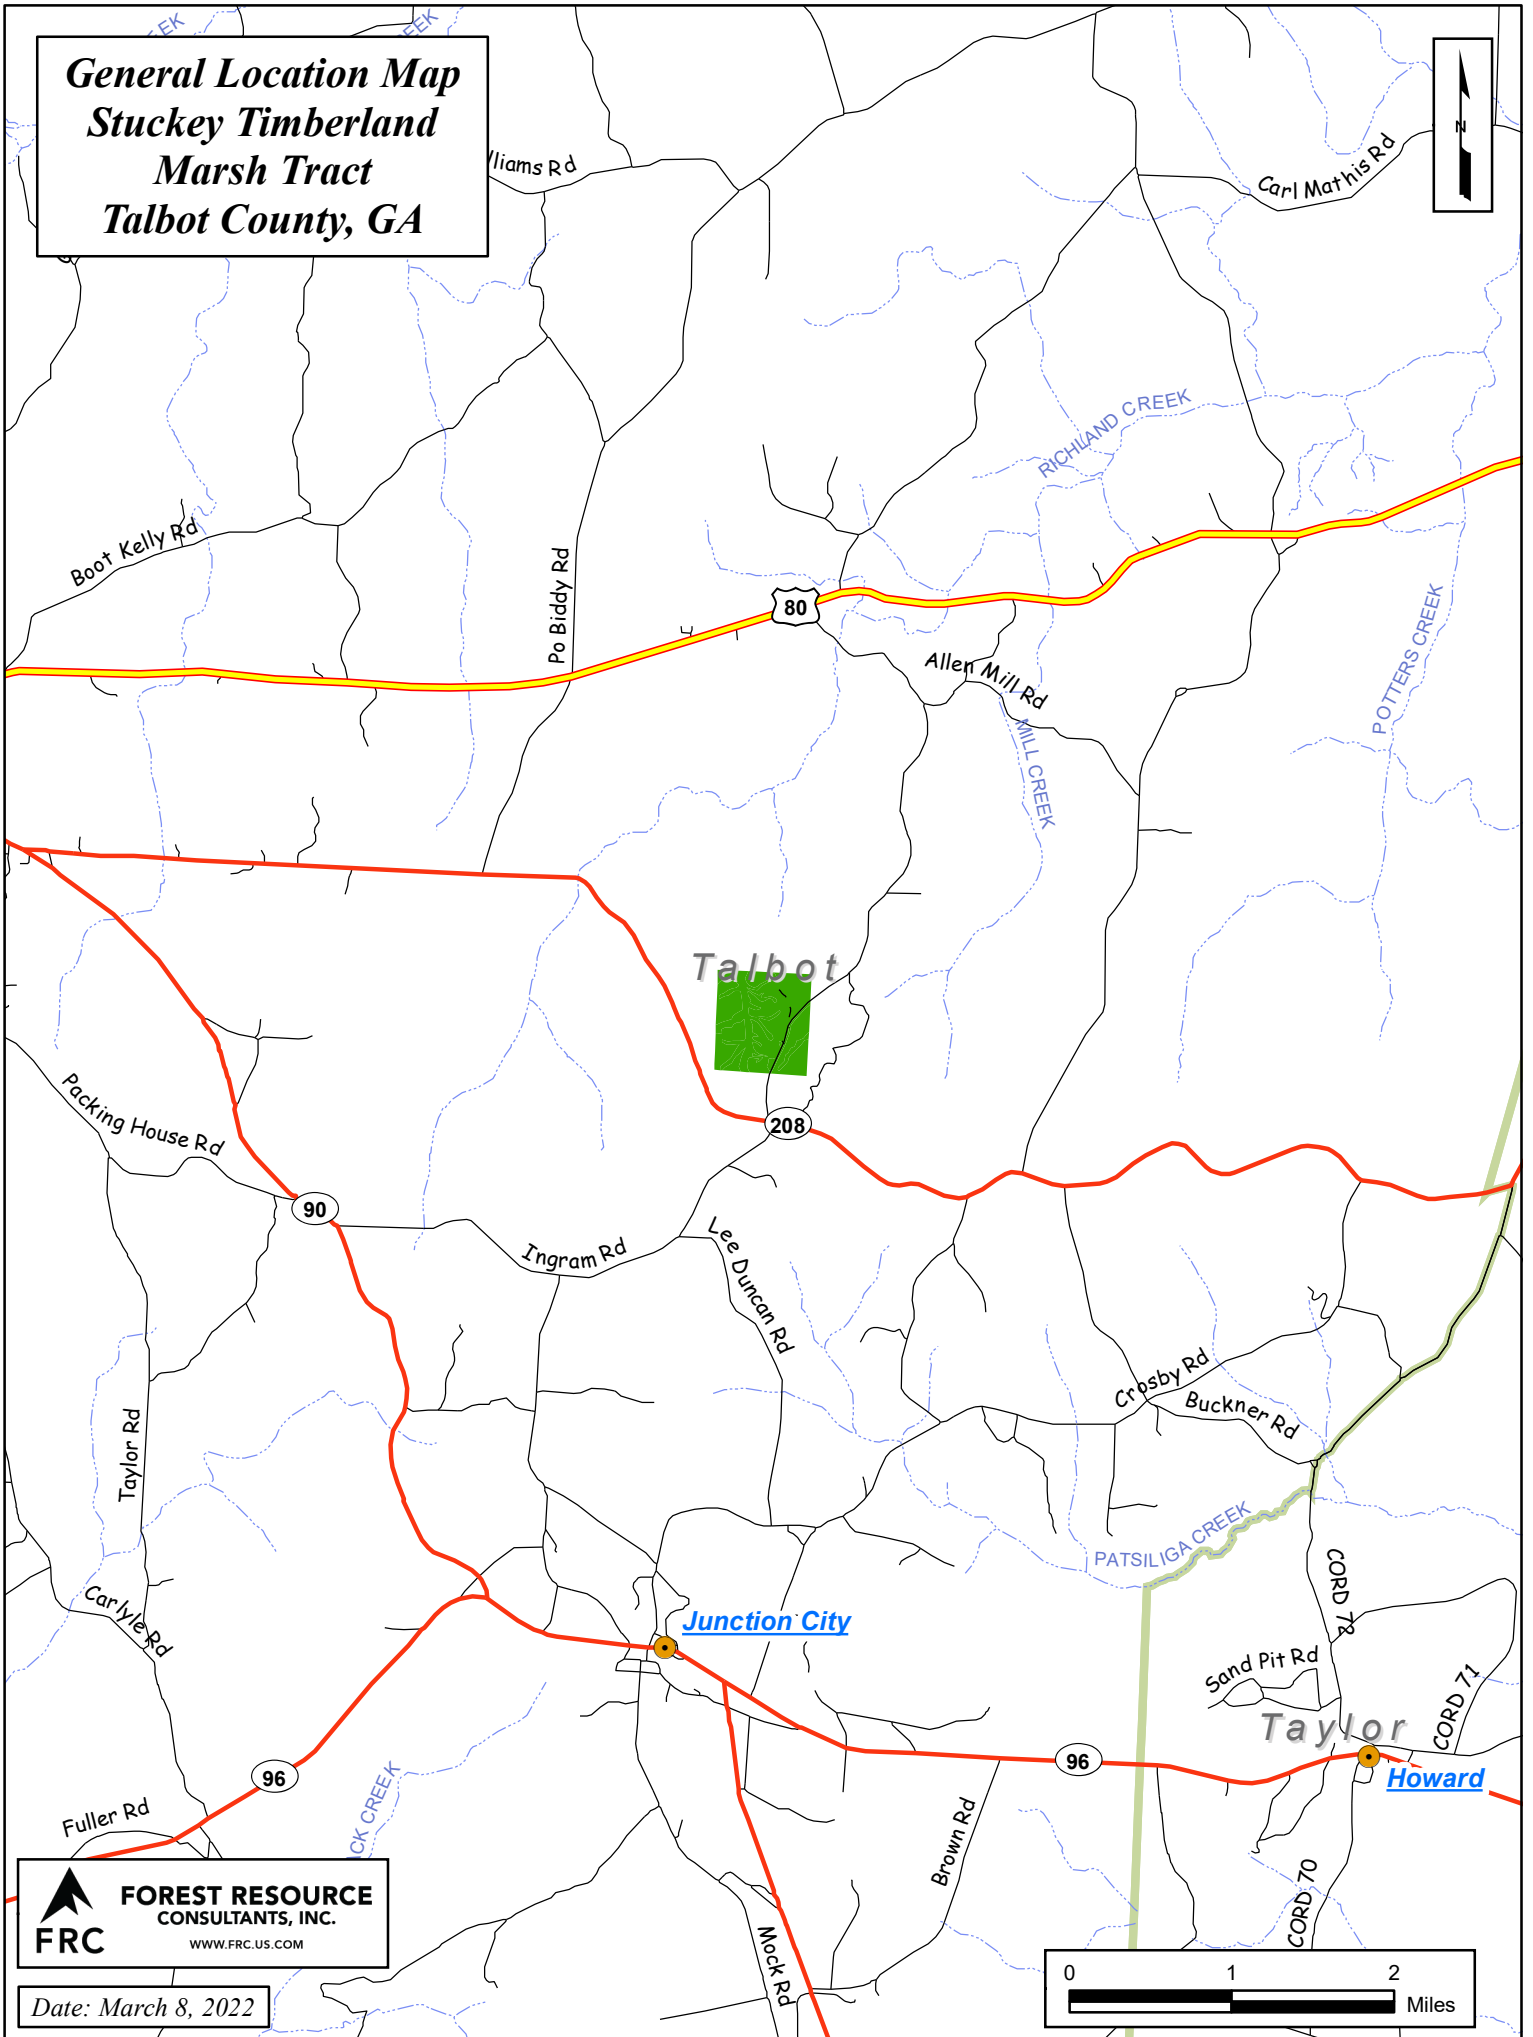 General Location Map
Stuckey Timberland
Marsh Tract
Talbot County, GA
EEK
EEK
N
lliams Rd
Carl Mathis Rd
RICHLAND CREEK
Boot Kelly Rd
Po Biddy Rd
80
Allen Mill Rd
POTTERS CREEK
MILL CREEK
Talbot
Packing House Rd
208
90
Ingram Rd
Lee Duncan Rd
Crosby Rd
Buckner Rd
Taylor Rd
PATSILIGA CREEK
CORD 72
Carlyle Rd
Junction City
Sand Pit Rd
CORD 71
Taylor
96
96
Howard
Fuller Rd
ACK CREEK
Brown Rd
CORD 70
Mock Rd
FRC
FOREST RESOURCE
CONSULTANTS, INC.
WWW.FRC.US.COM
Date: March 8, 2022
0 1 2
Miles